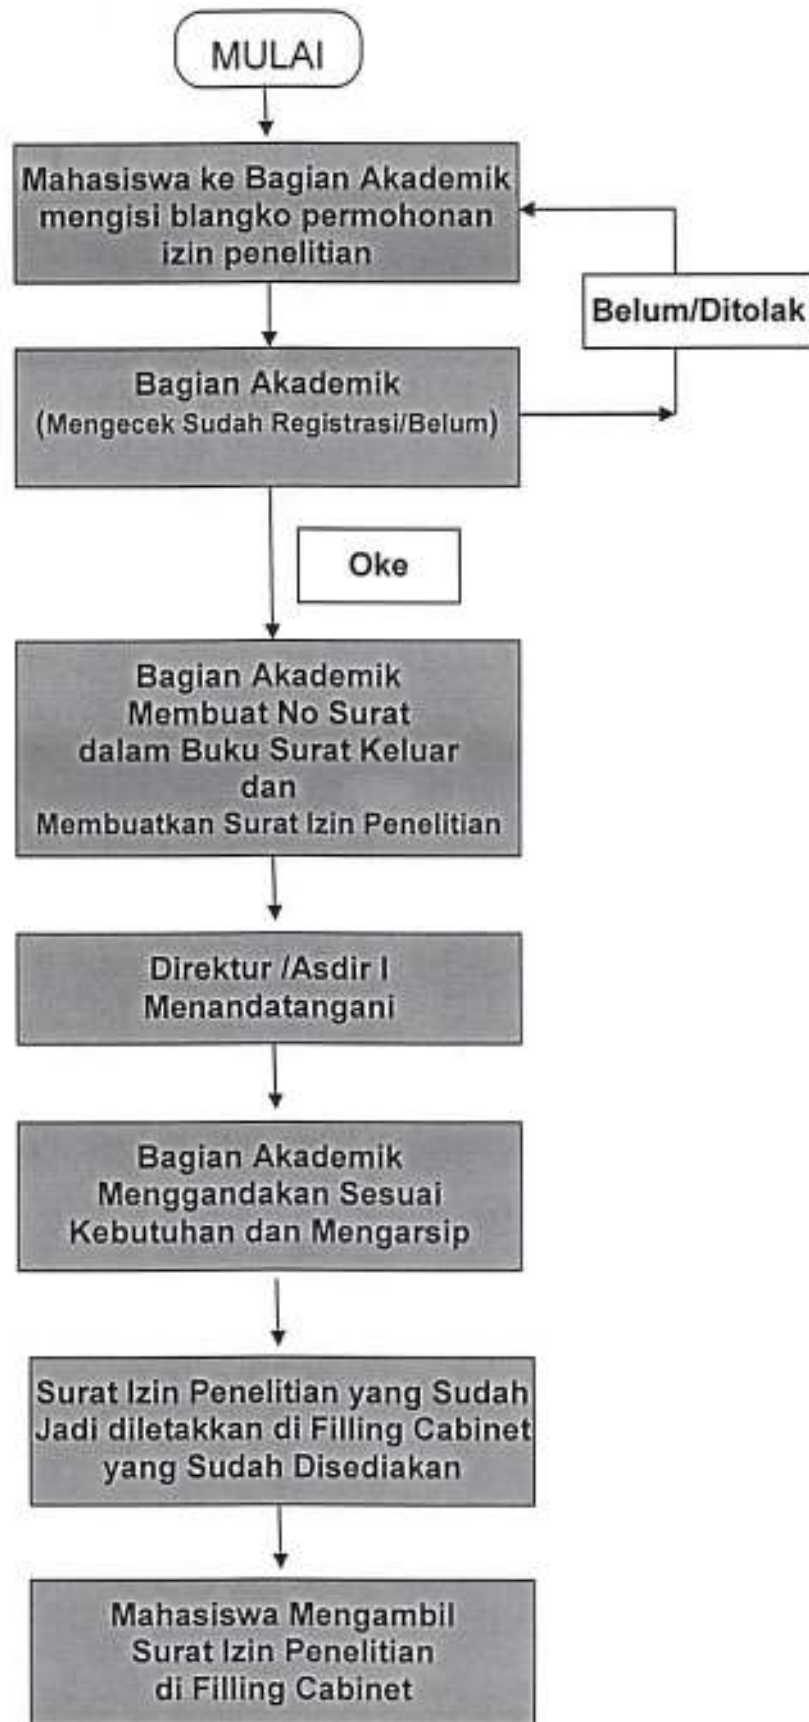 MULAI
Mahasiswa ke Bagian Akademik
mengisi blangko permohonan
izin penelitian
Belum/Ditolak
Bagian Akademik
(Mengecek Sudah Registrasi/Belum)
Oke
Bagian Akademik
Membuat No Surat
dalam Buku Surat Keluar
dan
Membuatkan Surat Izin Penelitian
Direktur /Asdir I
Menandatangani
Bagian Akademik
Menggandakan Sesuai
Kebutuhan dan Mengarsip
Surat Izin Penelitian yang Sudah
Jadi diletakkan di Filling Cabinet
yang Sudah Disediakan
Mahasiswa Mengambil
Surat Izin Penelitian
di Filling Cabinet